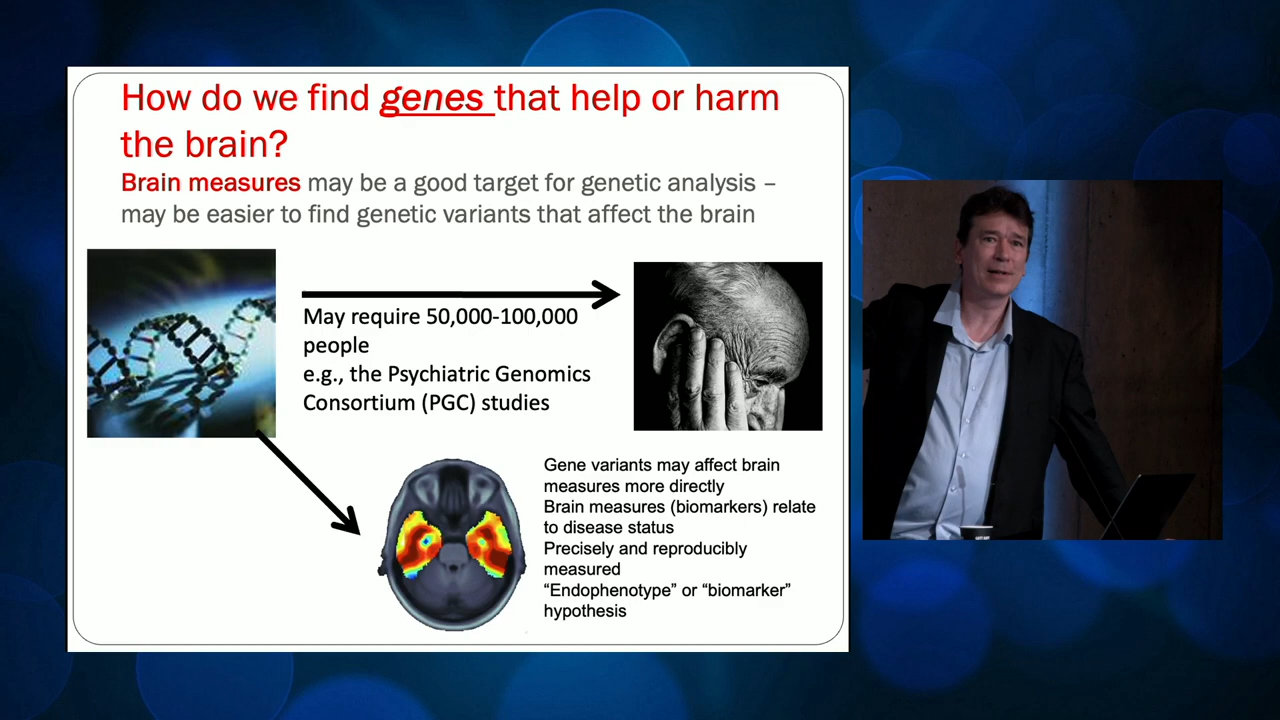 How do we find genes that help or harm
the brain?
Brain measures may be a good target for genetic analysis –
may be easier to find genetic variants that affect the brain
May require 50,000-100,000
people
e.g., the Psychiatric Genomics
Consortium (PGC) studies
Gene variants may affect brain
measures more directly
Brain measures (biomarkers) relate
to disease status
Precisely and reproducibly
measured
“Endophenotype” or “biomarker”
hypothesis